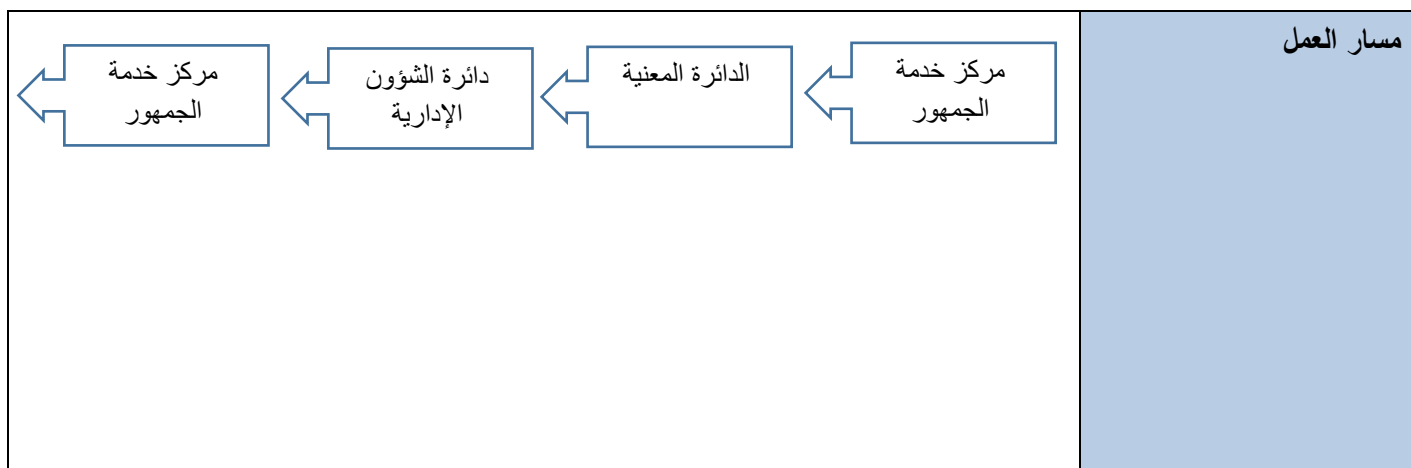 مسار العمل
مركز خدمة
الجمهور
الدائرة المعنية
دائرة الشؤون
الإدارية
مركز خدمة
الجمهور